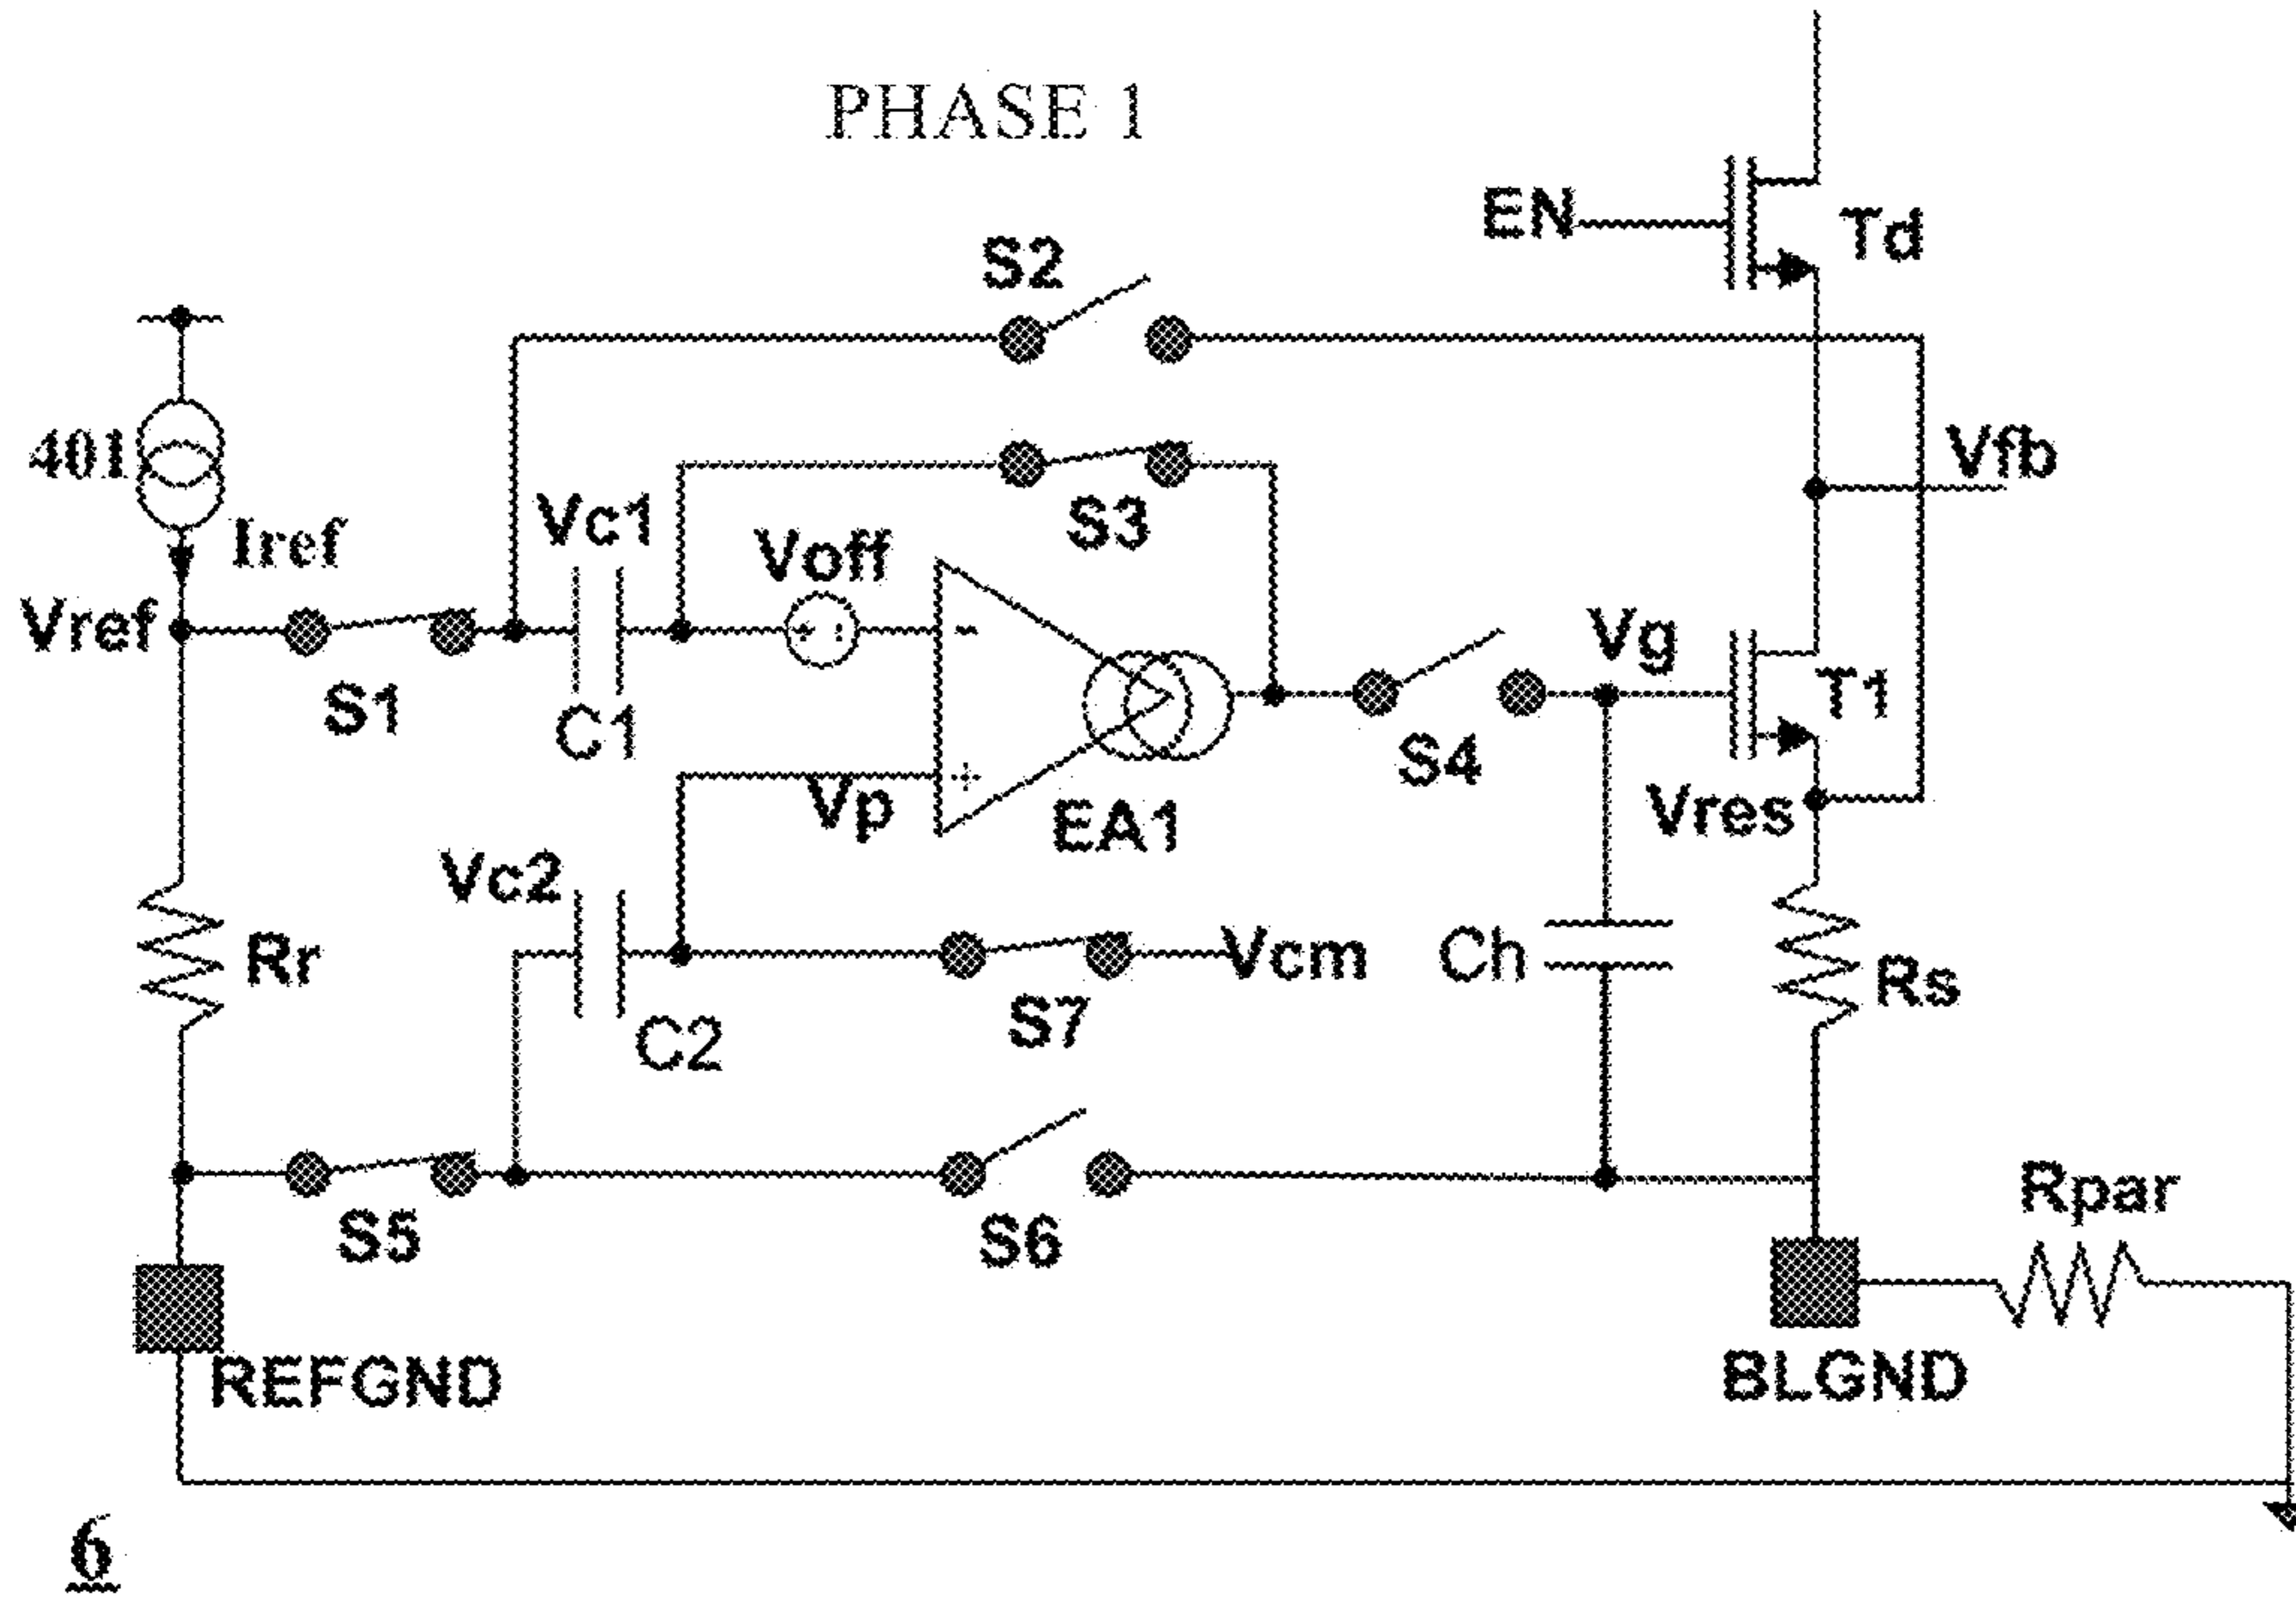 PHASE 1
EN
Td
S2
401
Vfb
Vc1
S3
Iref
Voff
Vref
-
Vg
S1
C1
T1
S4
+
Vp
EA1
Vres
Vc2
Rr
Vcm
Ch
Rs
S7
C2
Rpar
S5
S6
REFGND
BLGND
6